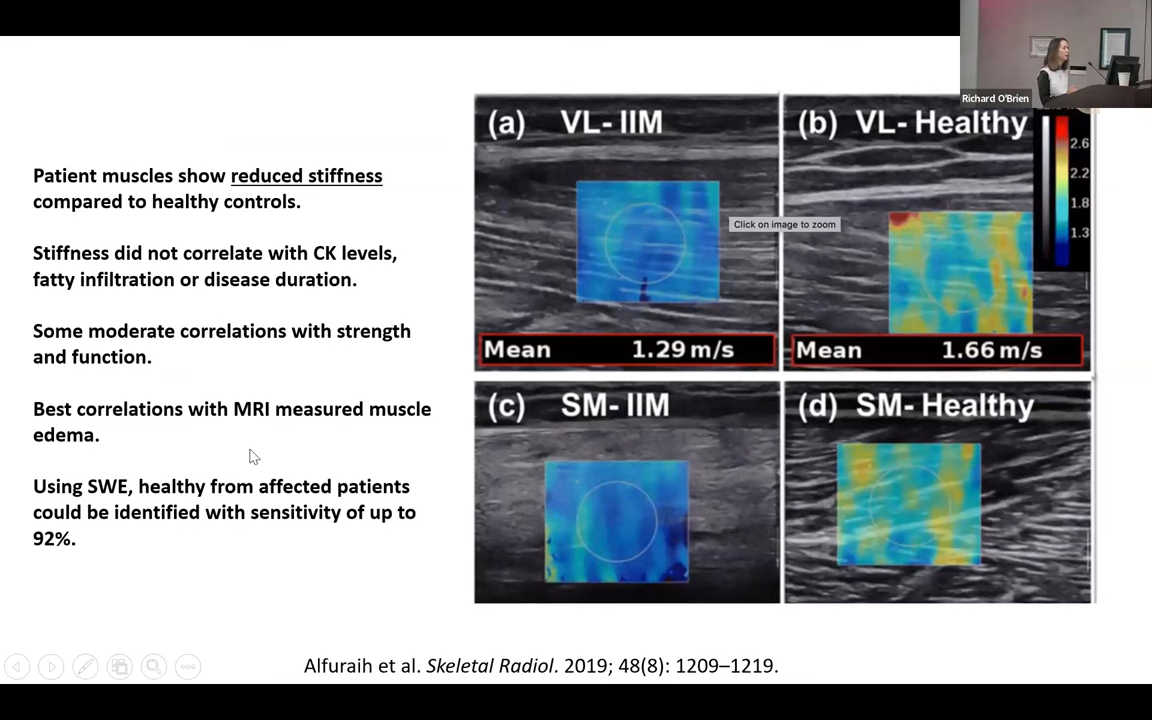 Richard O'Brien
(a) VL- IIM
(b) VL- Healthy
2.6
2.2
1.8
1.3
Click on image to zoom
Mean 1.29 m/s
Mean 1.66 m/s
(c) SM- IIM
(d) SM- Healthy
Patient muscles show reduced stiffness
compared to healthy controls.
Stiffness did not correlate with CK levels,
fatty infiltration or disease duration.
Some moderate correlations with strength
and function.
Best correlations with MRI measured muscle
edema.
Using SWE, healthy from affected patients
could be identified with sensitivity of up to
92%.
Alfuraih et al. Skeletal Radiol. 2019; 48(8): 1209–1219.